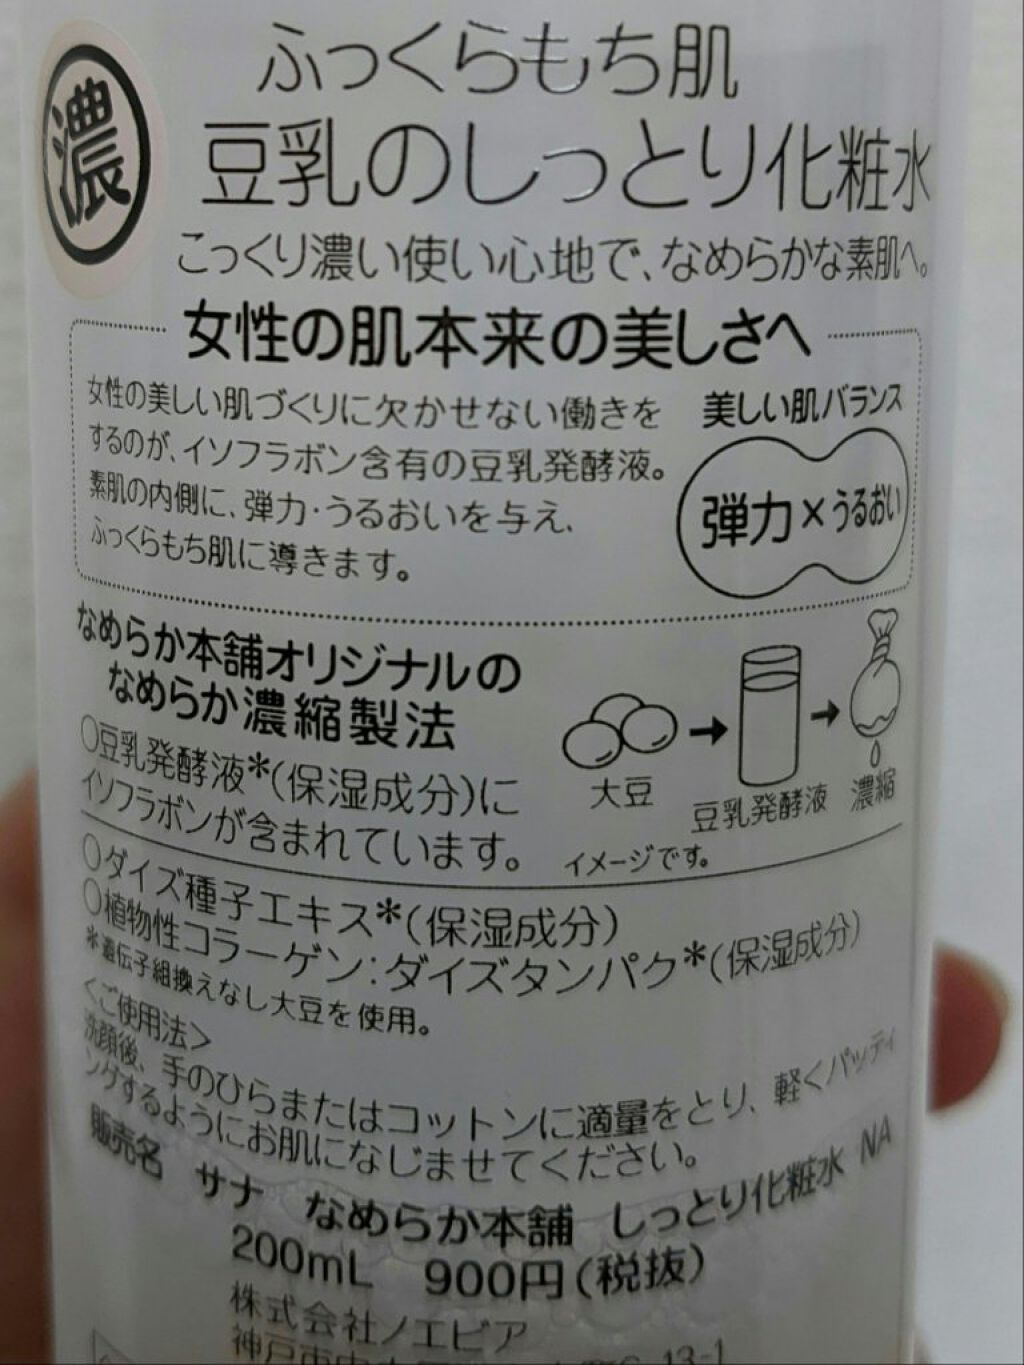 濃
ふっくらもち肌
豆乳のしっとり化粧水
こっくり濃い使い心地で、なめらかな素肌へ。
女性の肌本来の美しさへ
女性の美しい肌づくりに欠かせない働きを
するのが、イソフラボン含有の豆乳発酵液。
素肌の内側に、弾力・うるおいを与え、
ふっくらもち肌に導きます。
美しい肌バランス
弾力×うるおい
なめらか本舗オリジナルの
なめらか濃縮製法
○豆乳発酵液*(保湿成分)に
イソフラボンが含まれています。
大豆
豆乳発酵液
濃縮
イメージです。
○ダイズ種子エキス*(保湿成分)
○植物性コラーゲン:ダイズタンパク*(保湿成分)
*遺伝子組換えなし大豆を使用。
<ご使用法>
洗顔後、手のひらまたはコットンに適量をとり、軽くパッティ
ングするようにお肌になじませてください。
販売名 サナ なめらか本舗 しっとり化粧水 NA
200mL 900円(税抜)
株式会社ノエビア
神戸市中 13-1